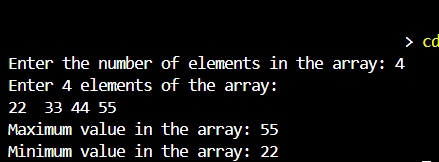 > cd
Enter the number of elements in the array: 4
Enter 4 elements of the array:
22  33 44 55
Maximum value in the array: 55
Minimum value in the array: 22